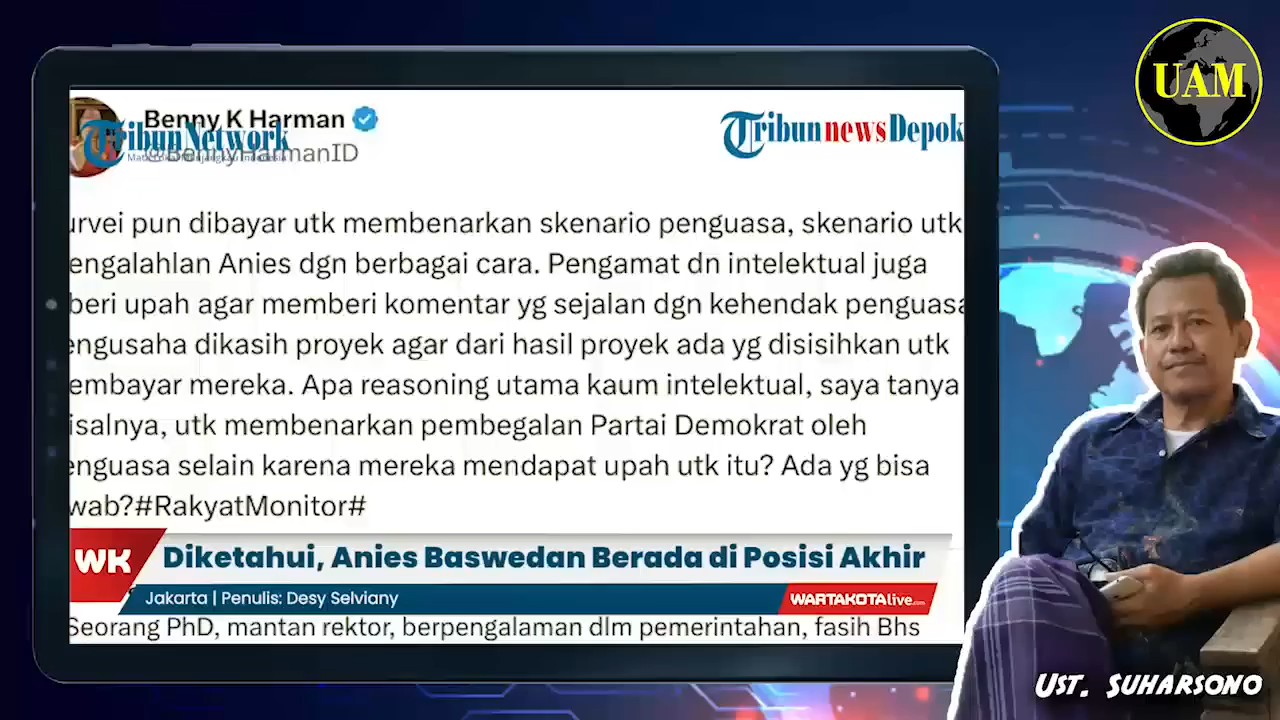 UAM
Benny K Harman
Tribun Network
@BennyHarmanID
Tribunnews Depok
urvei pun dibayar utk membenarkan skenario penguasa, skenario utk
engalahlan Anies dgn berbagai cara. Pengamat dn intelektual juga
beri upah agar memberi komentar yg sejalan dgn kehendak penguasa
engusaha dikasih proyek agar dari hasil proyek ada yg disisihkan utk
embayar mereka. Apa reasoning utama kaum intelektual, saya tanya
isalnya, utk membenarkan pembegalan Partai Demokrat oleh
enguasa selain karena mereka mendapat upah utk itu? Ada yg bisa
wab?#RakyatMonitor#
WK
Diketahui, Anies Baswedan Berada di Posisi Akhir
Jakarta | Penulis: Desy Selviany
WARTAKOTAlive.com
Seorang PhD, mantan rektor, berpengalaman dlm pemerintahan, fasih Bhs
UST. SUHARSONO